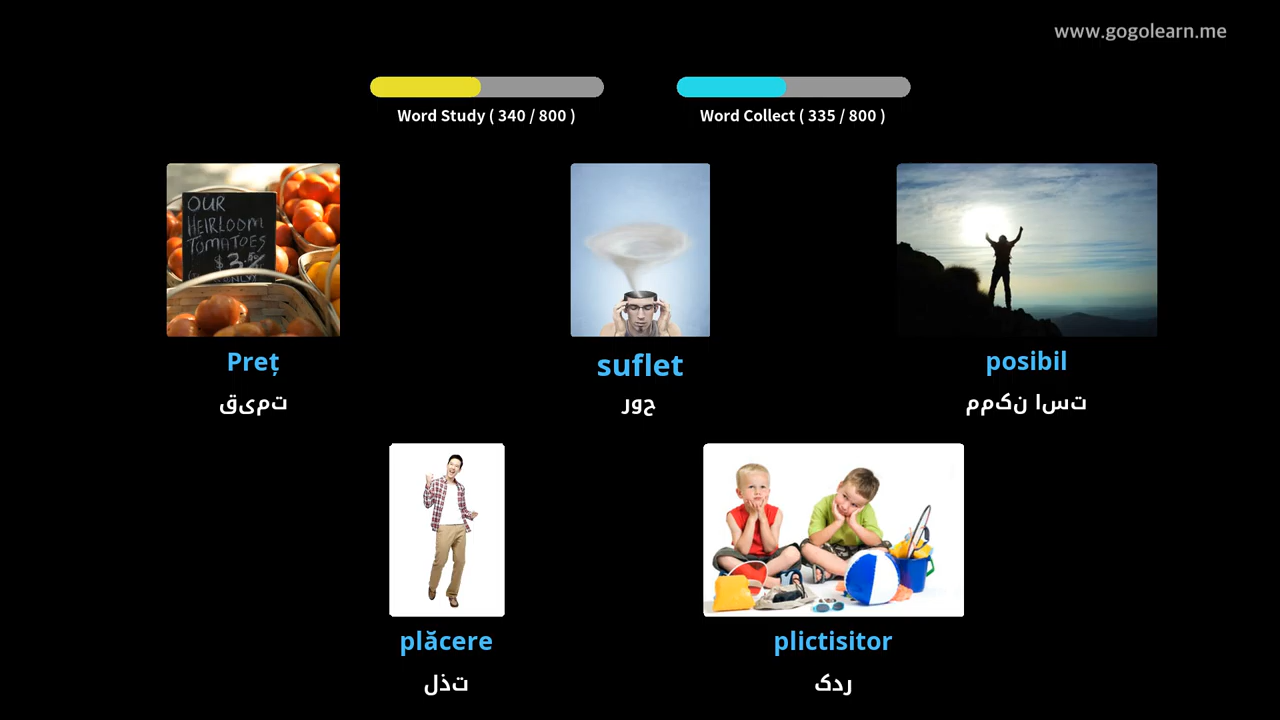 www.gogolearn.me
Word Study ( 340 / 800 )
Word Collect ( 335 / 800 )
OUR
HEIRLOOM
TOMATOES
Preț
suflet
posibil
تمیق
حور
تسا نکمم
plăcere
plictisitor
تذل
ردک